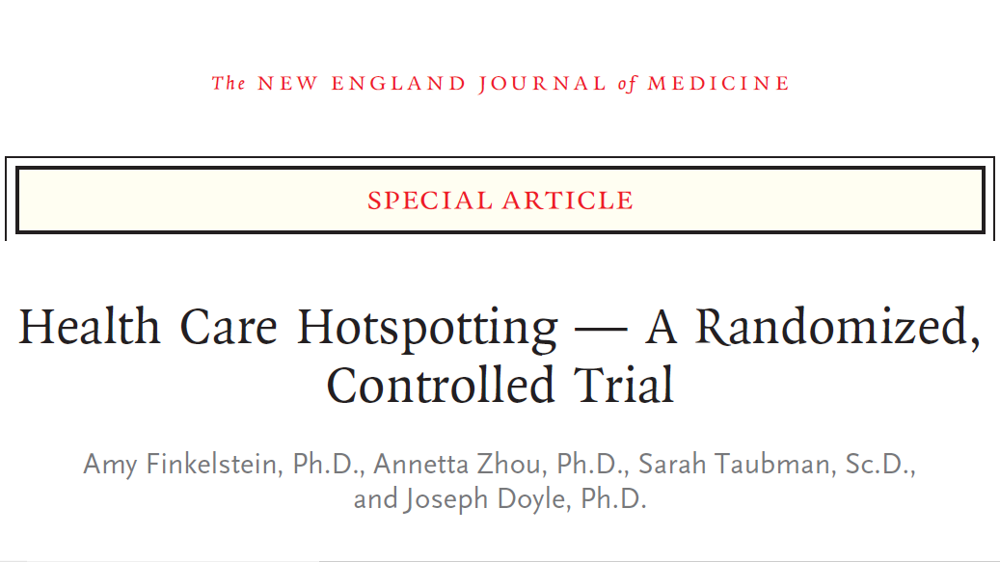 The NEW ENGLAND JOURNAL of MEDICINE
SPECIAL ARTICLE
Health Care Hotspotting — A Randomized,
Controlled Trial
Amy Finkelstein, Ph.D., Annetta Zhou, Ph.D., Sarah Taubman, Sc.D.,
and Joseph Doyle, Ph.D.